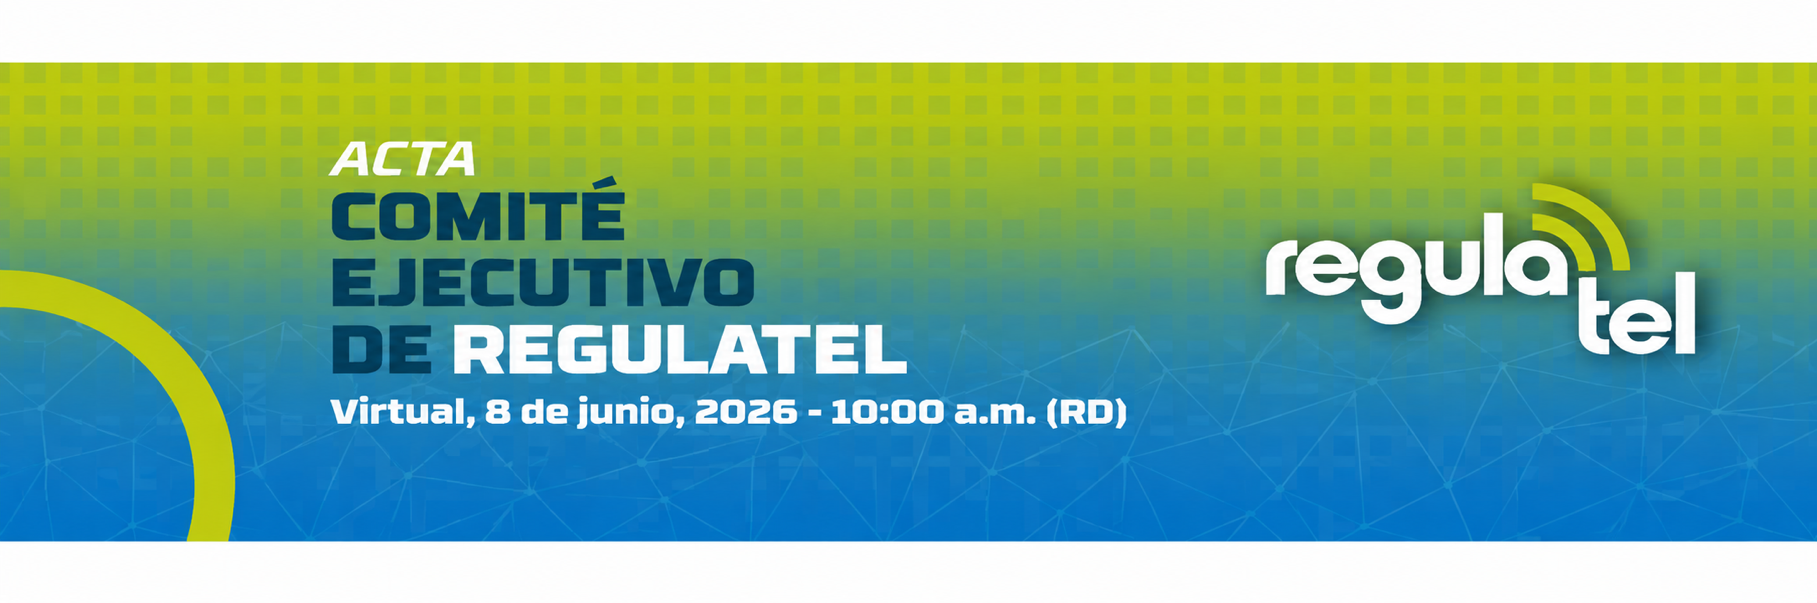 ACTA
COMITÉ
EJECUTIVO
DE REGULATEL
Virtual, 8 de junio, 2026 - 10:00 a.m. (RD)
regula
tel